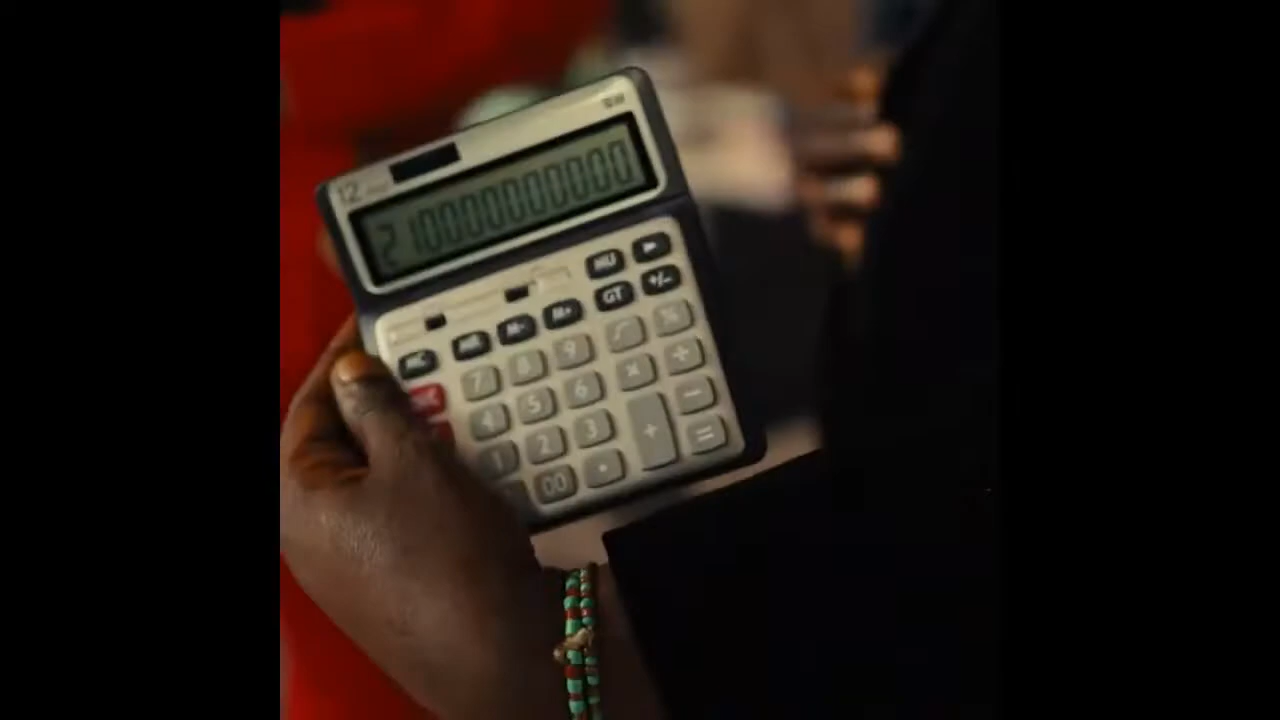 12
210000000000.
MU ▶
MC MR M- M+ GT +/-
7 8 9 √ %
4 5 6 × ÷
1 2 3 + −
00 . =